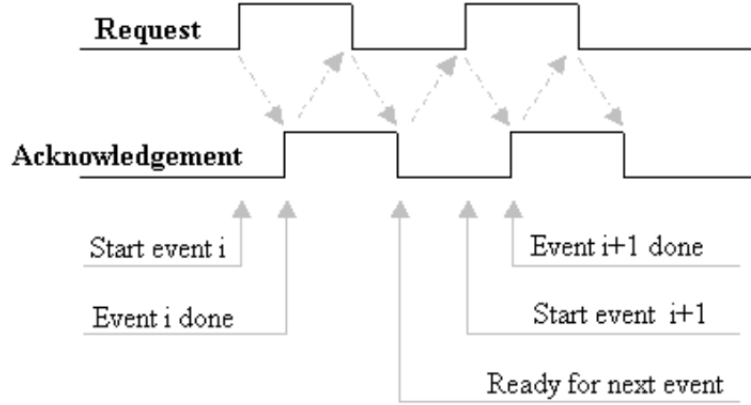 Request
Acknowledgement
Start event i
Event i+1 done
Event i done
Start event i+1
Ready for next event